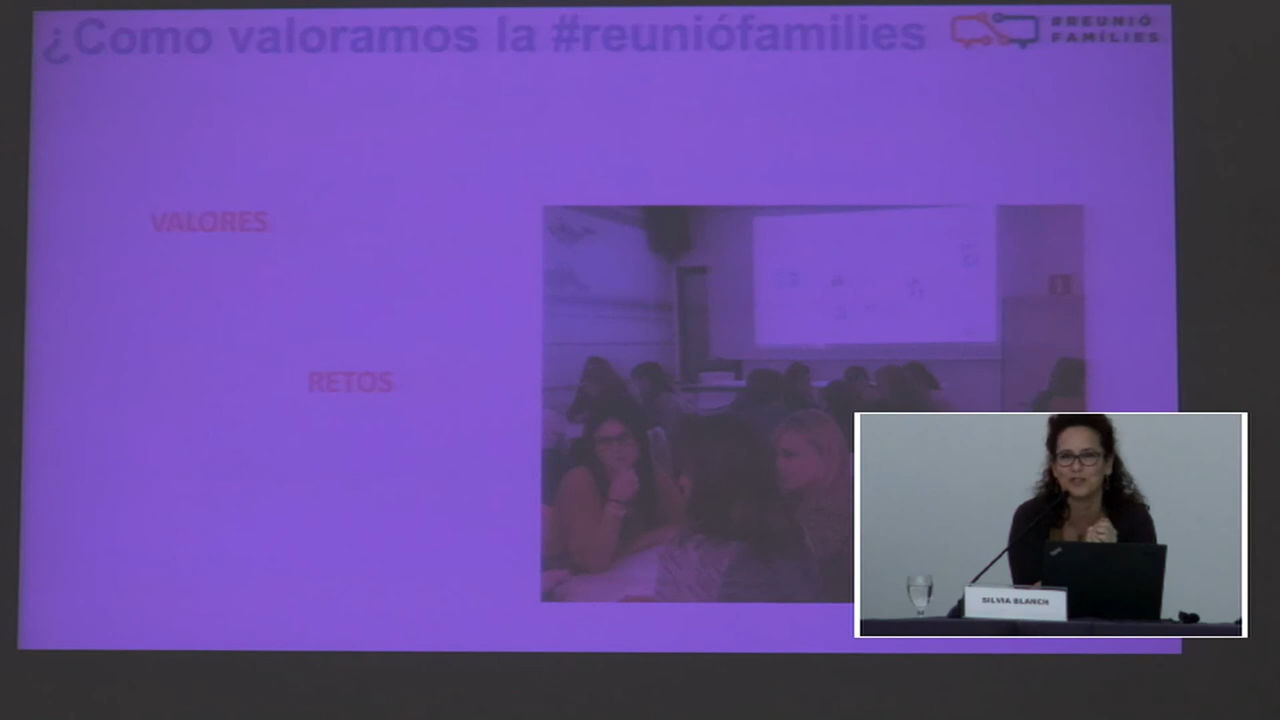 ¿Como valoramos la #reuniófamilies
#REUNIÓ
FAMÍLIES
VALORES
RETOS
SILVIA BLANCH